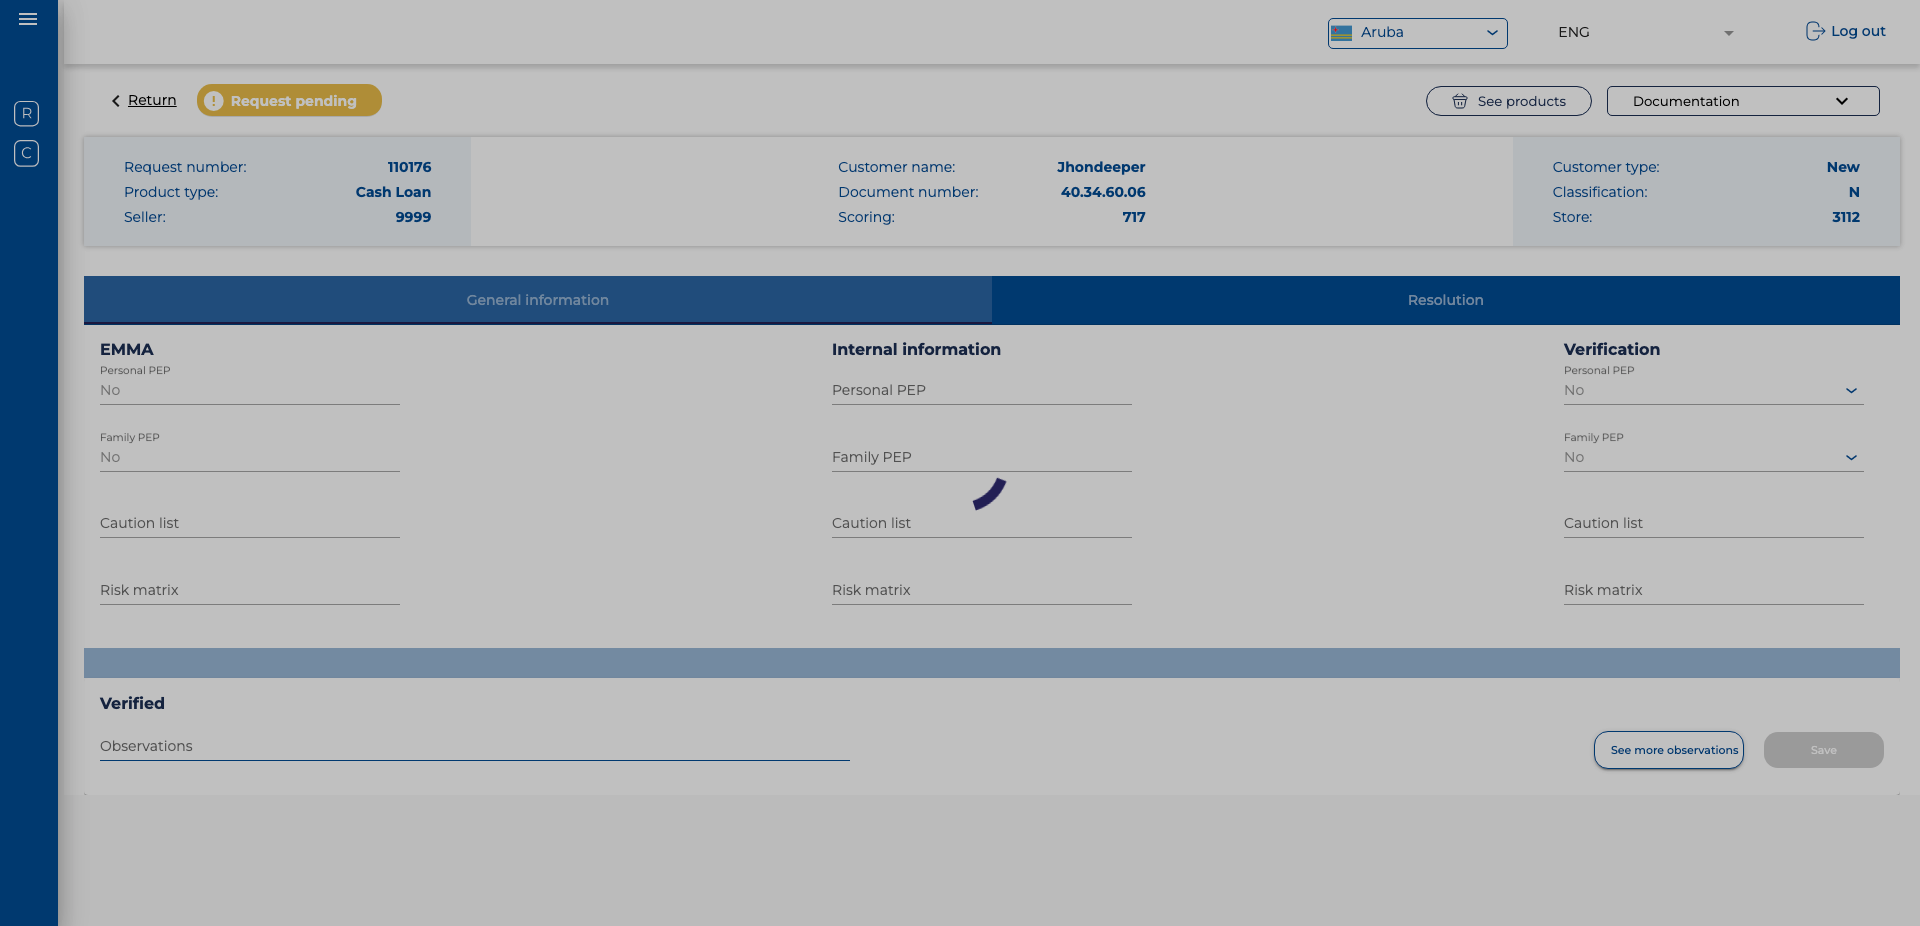 Aruba
ENG
Log out
R
C
Return
Request pending
See products
Documentation
Request number: 110176
Product type: Cash Loan
Seller: 9999
Customer name: Jhondeeper
Document number: 40.34.60.06
Scoring: 717
Customer type: New
Classification: N
Store: 3112
General information
Resolution
EMMA
Personal PEP
No
Family PEP
No
Caution list
Risk matrix
Internal information
Personal PEP
Family PEP
Caution list
Risk matrix
Verification
Personal PEP
No
Family PEP
No
Caution list
Risk matrix
Verified
Observations
See more observations
Save